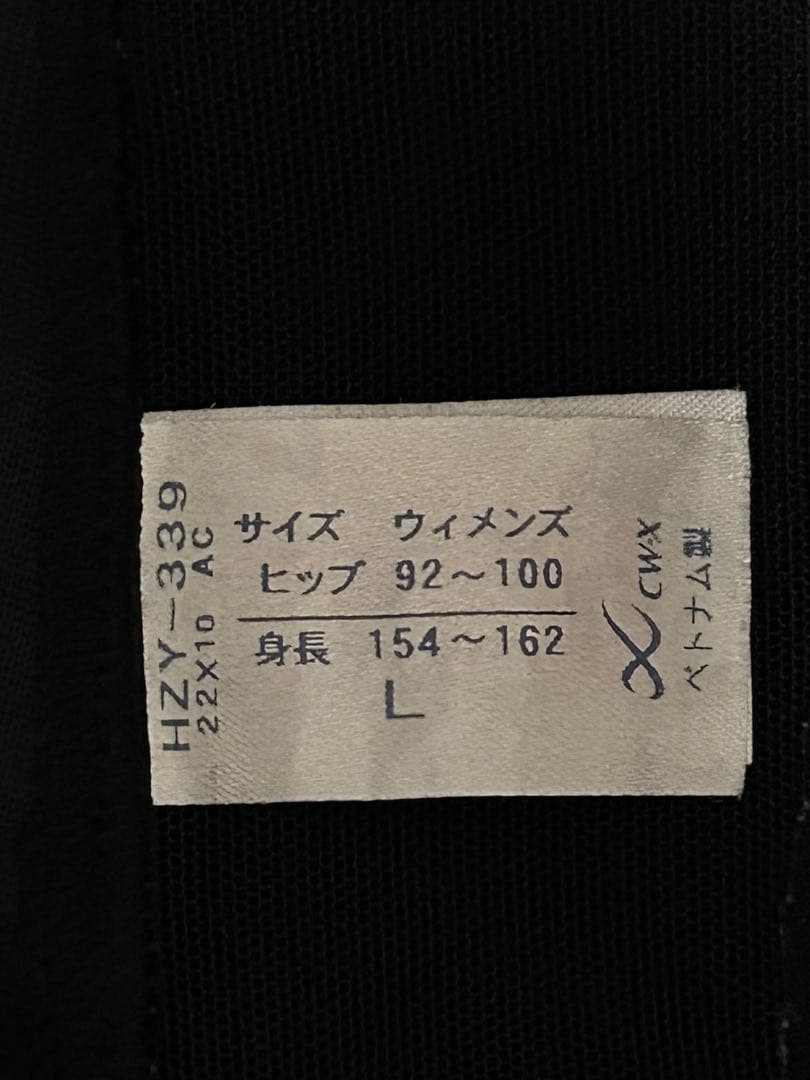 HZY-339
22X10 AC
サイズ ウィメンズ
ヒップ 92～100
身長 154～162
L
CW-X
ベトナム製